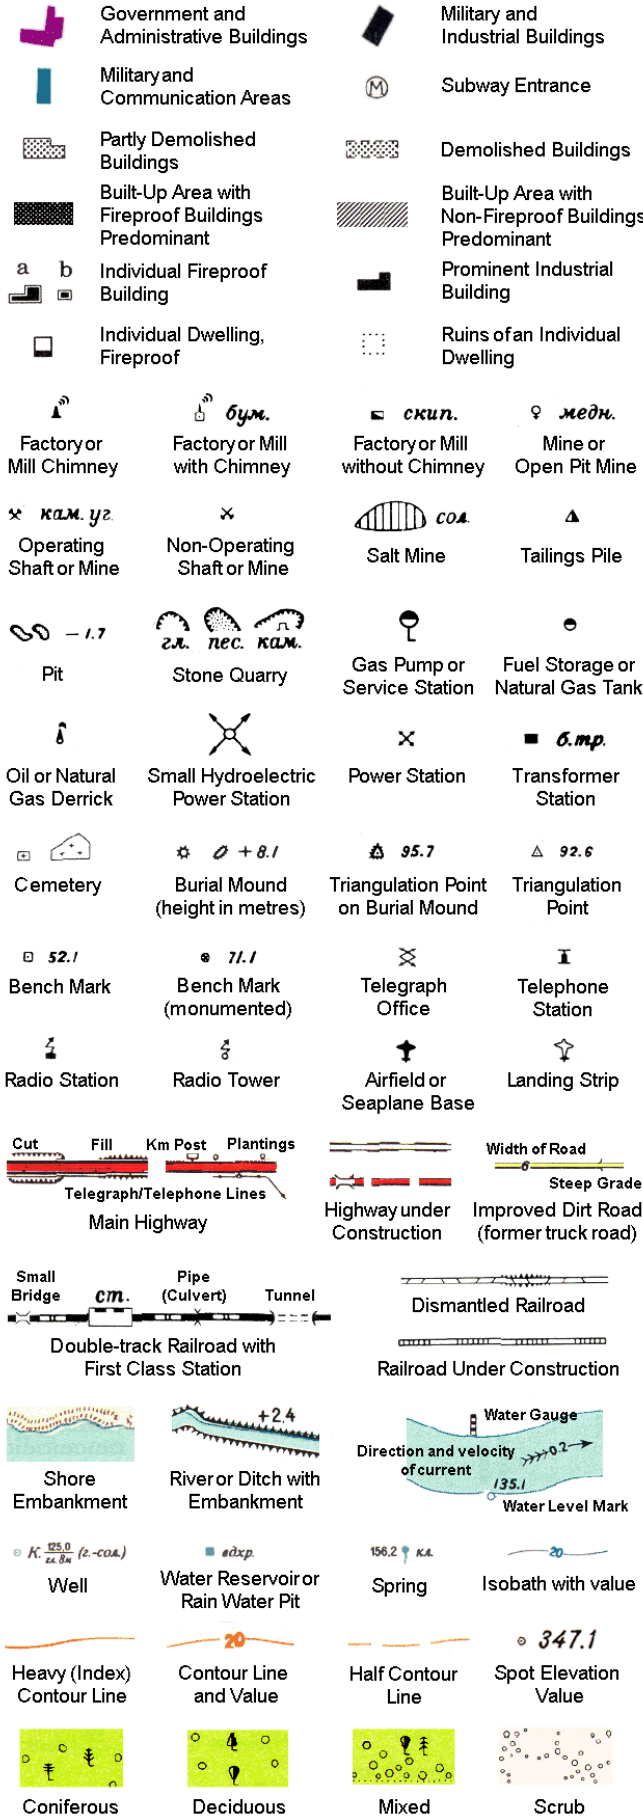 Government and
Administrative Buildings
Military and
Industrial Buildings
Military and
Communication Areas
M
Subway Entrance
Partly Demolished
Buildings
Demolished Buildings
Built-Up Area with
Fireproof Buildings
Predominant
Built-Up Area with
Non-Fireproof Buildings
Predominant
a b
Individual Fireproof
Building
Prominent Industrial
Building
Individual Dwelling,
Fireproof
Ruins of an Individual
Dwelling
Factory or
Mill Chimney
бум.
Factory or Mill
with Chimney
скип.
Factory or Mill
without Chimney
медн.
Mine or
Open Pit Mine
кам. уг.
Operating
Shaft or Mine
Non-Operating
Shaft or Mine
сол.
Salt Mine
Tailings Pile
-1.7
Pit
гл. пес. кам.
Stone Quarry
Gas Pump or
Service Station
Fuel Storage or
Natural Gas Tank
Oil or Natural
Gas Derrick
Small Hydroelectric
Power Station
Power Station
б.тр.
Transformer
Station
Cemetery
+8.1
Burial Mound
(height in metres)
95.7
Triangulation Point
on Burial Mound
92.6
Triangulation
Point
52.1
Bench Mark
71.1
Bench Mark
(monumented)
Telegraph
Office
Telephone
Station
Radio Station
Radio Tower
Airfield or
Seaplane Base
Landing Strip
Cut
Fill
Km Post
Plantings
Telegraph/Telephone Lines
Main Highway
Highway under
Construction
Width of Road
6
Steep Grade
Improved Dirt Road
(former truck road)
Small
Bridge
ст.
Pipe
(Culvert)
Tunnel
Double-track Railroad with
First Class Station
Dismantled Railroad
Railroad Under Construction
Shore
Embankment
+2.4
River or Ditch with
Embankment
Water Gauge
Direction and velocity
of current
0.2
135.1
Water Level Mark
К. 125,0 (г.-сол.)
гл. 8м
Well
вдхр.
Water Reservoir or
Rain Water Pit
156,2 кл.
Spring
20
Isobath with value
Heavy (Index)
Contour Line
20
Contour Line
and Value
Half Contour
Line
347.1
Spot Elevation
Value
Coniferous
Deciduous
Mixed
Scrub